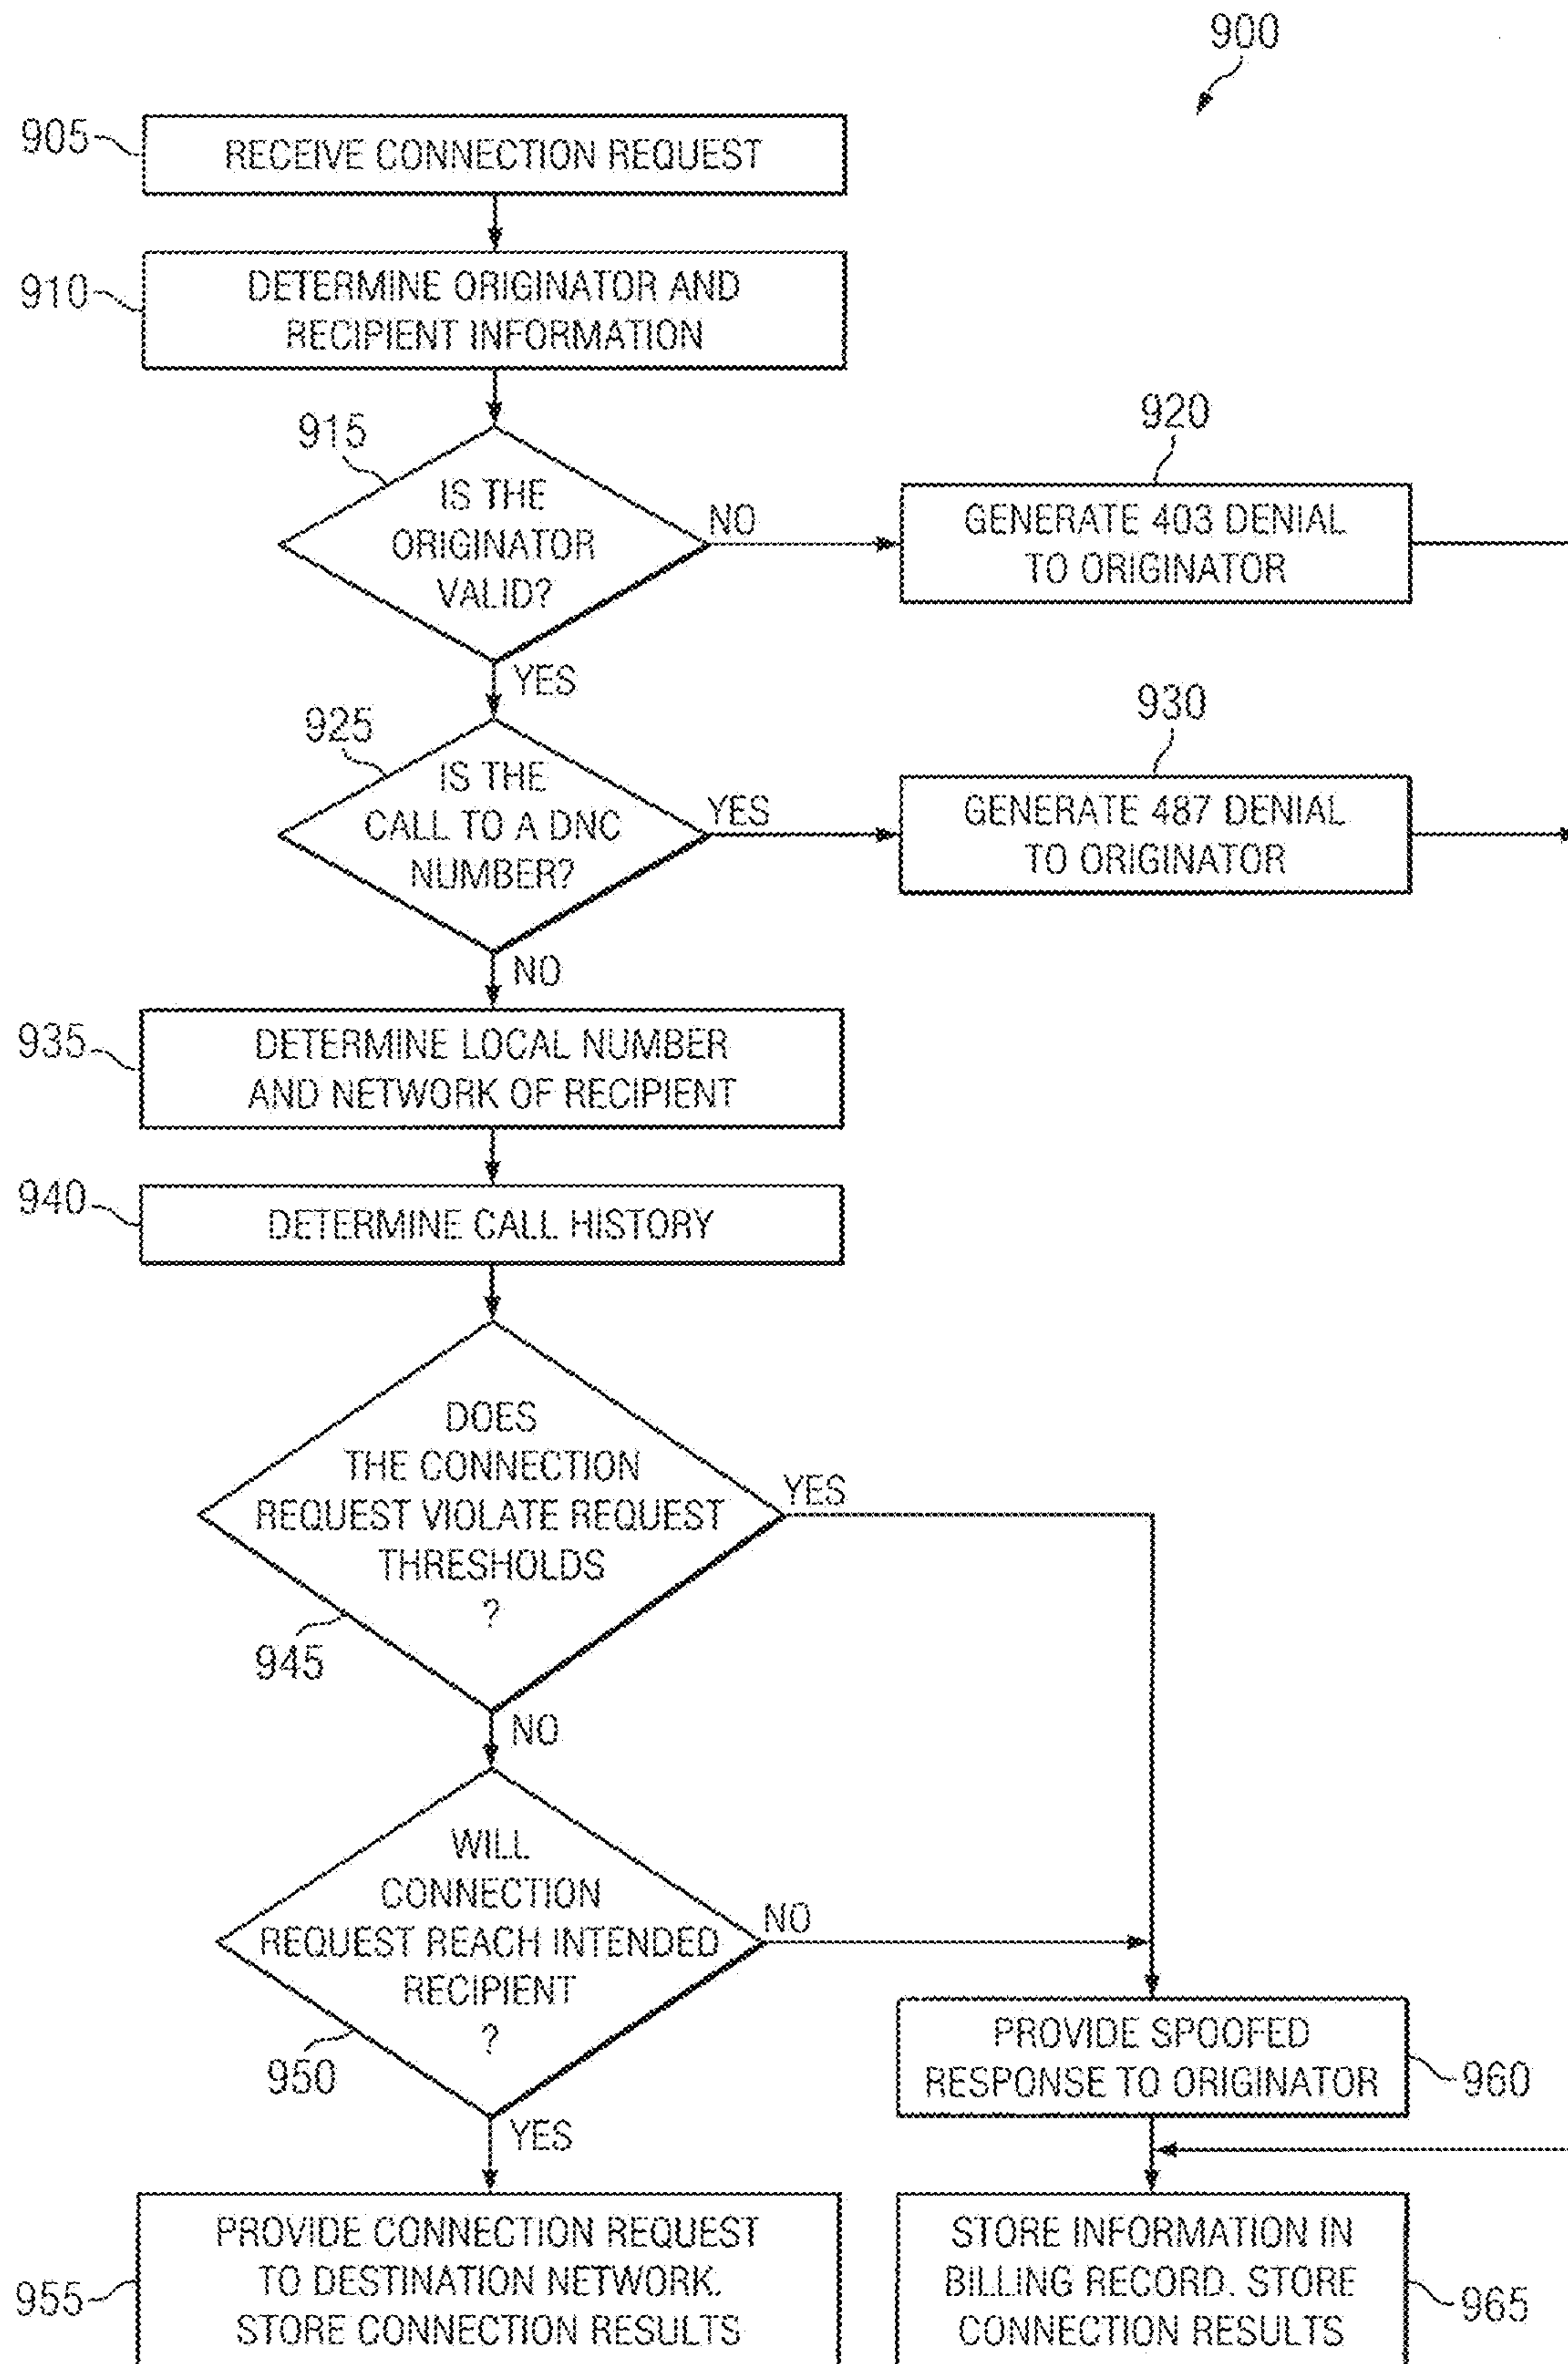 900
905
RECEIVE CONNECTION REQUEST
910
DETERMINE ORIGINATOR AND
RECIPIENT INFORMATION
915
IS THE
ORIGINATOR
VALID?
NO
920
GENERATE 403 DENIAL
TO ORIGINATOR
YES
925
IS THE
CALL TO A DNC
NUMBER?
YES
930
GENERATE 487 DENIAL
TO ORIGINATOR
NO
935
DETERMINE LOCAL NUMBER
AND NETWORK OF RECIPIENT
940
DETERMINE CALL HISTORY
DOES
THE CONNECTION
REQUEST VIOLATE REQUEST
THRESHOLDS
?
945
YES
NO
WILL
CONNECTION
REQUEST REACH INTENDED
RECIPIENT
?
950
NO
YES
PROVIDE SPOOFED
RESPONSE TO ORIGINATOR
960
955
PROVIDE CONNECTION REQUEST
TO DESTINATION NETWORK.
STORE CONNECTION RESULTS
STORE INFORMATION IN
BILLING RECORD. STORE
CONNECTION RESULTS
965